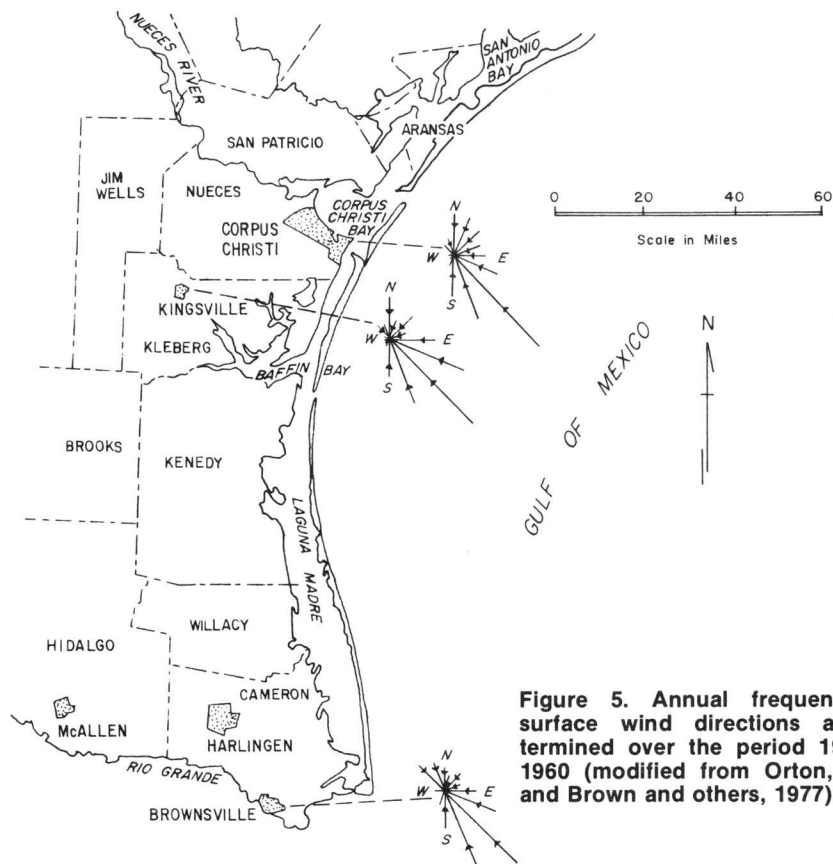 NUECES
RIVER
SAN
ANTONIO
BAY
ARANSAS
SAN PATRICIO
JIM
WELLS
NUECES
CORPUS
CHRISTI
CORPUS
CHRISTI
BAY
0 20 40 60
Scale in Miles
N
W E
S
KINGSVILLE
KLEBERG
N
W E
S
BAFFIN BAY
N
GULF OF MEXICO
BROOKS
KENEDY
LAGUNA
MADRE
WILLACY
HIDALGO
CAMERON
McALLEN
HARLINGEN
RIO GRANDE
BROWNSVILLE
N
W E
S
Figure 5. Annual frequen
surface wind directions a
termined over the period 19
1960 (modified from Orton,
and Brown and others, 1977)